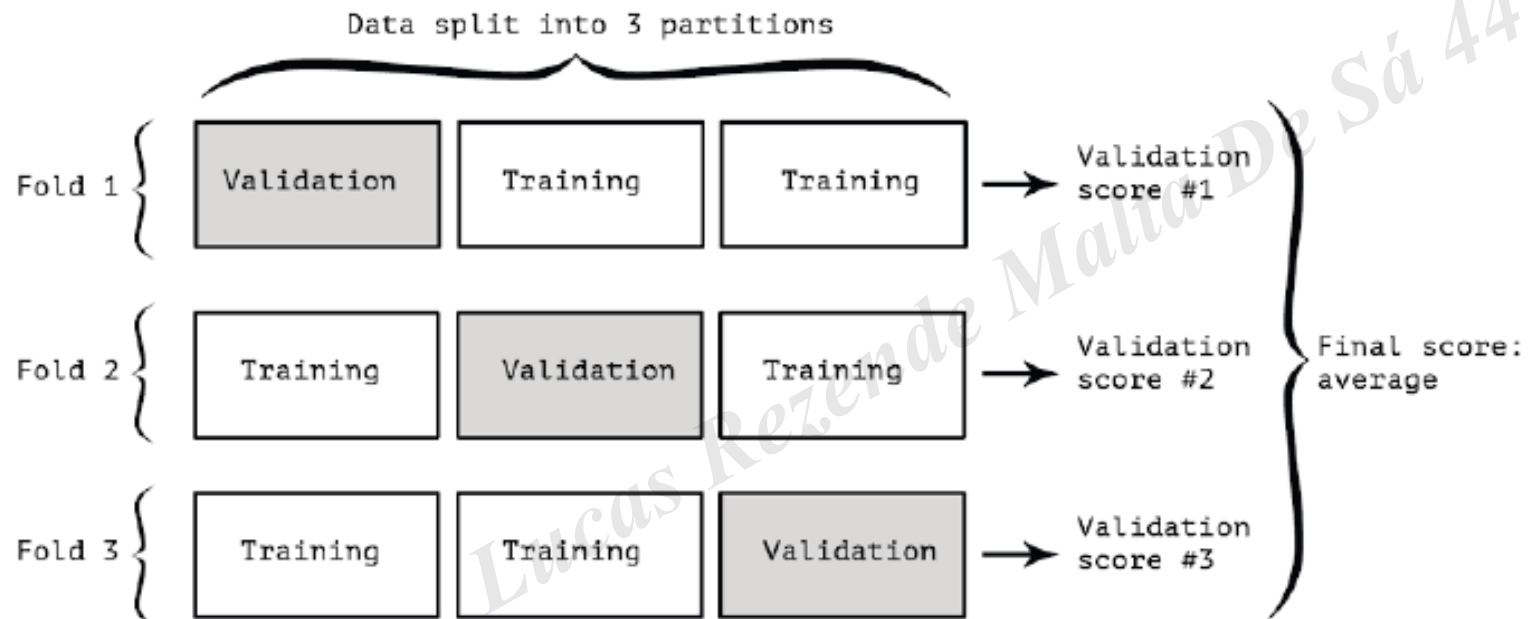 Data split into 3 partitions
Fold 1
Validation
Training
Training
Validation
score #1
Fold 2
Training
Validation
Training
Validation
score #2
Final score:
average
Fold 3
Training
Training
Validation
Validation
score #3
Lucas Rezende Malta De Sá 44